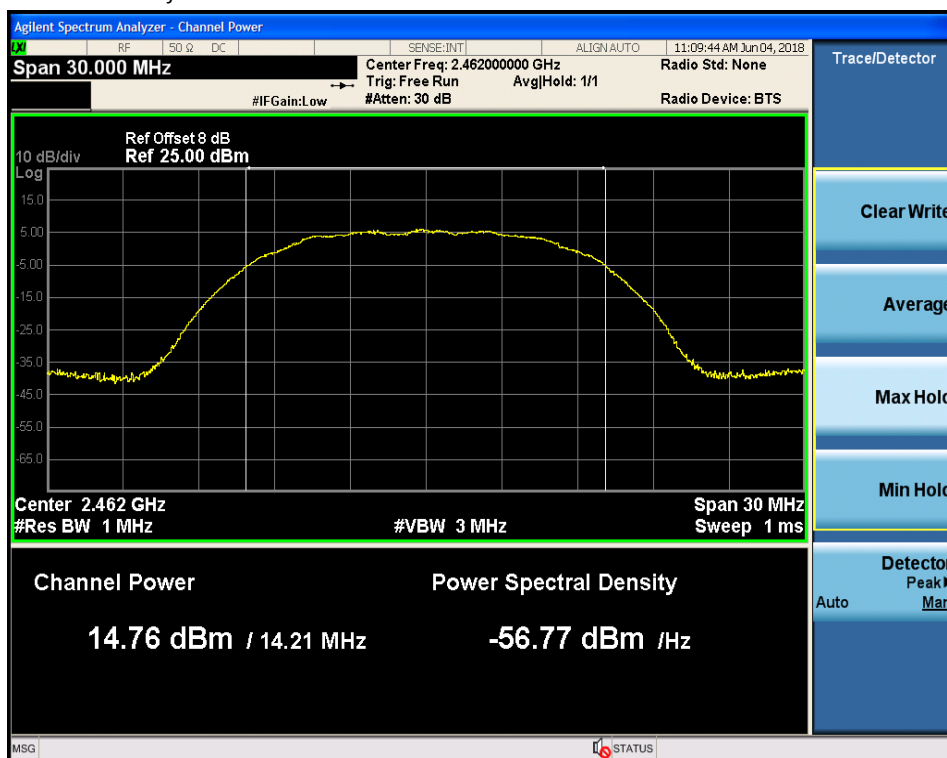 Agilent Spectrum Analyzer - Channel Power
LXI RF 50 Ω DC SENSE:INT ALIGN AUTO 11:09:44 AM Jun 04, 2018
Span 30.000 MHz
Center Freq: 2.462000000 GHz
Radio Std: None
Trig: Free Run Avg|Hold: 1/1
#IFGain:Low #Atten: 30 dB Radio Device: BTS
Ref Offset 8 dB
10 dB/div Ref 25.00 dBm
Log
15.0
5.00
-5.00
-15.0
-25.0
-35.0
-45.0
-55.0
-65.0
Center 2.462 GHz Span 30 MHz
#Res BW 1 MHz #VBW 3 MHz Sweep 1 ms
Channel Power Power Spectral Density
14.76 dBm / 14.21 MHz -56.77 dBm /Hz
MSG STATUS
Trace/Detector
Clear Write
Average
Max Hold
Min Hold
Detector
Peak
Auto Man